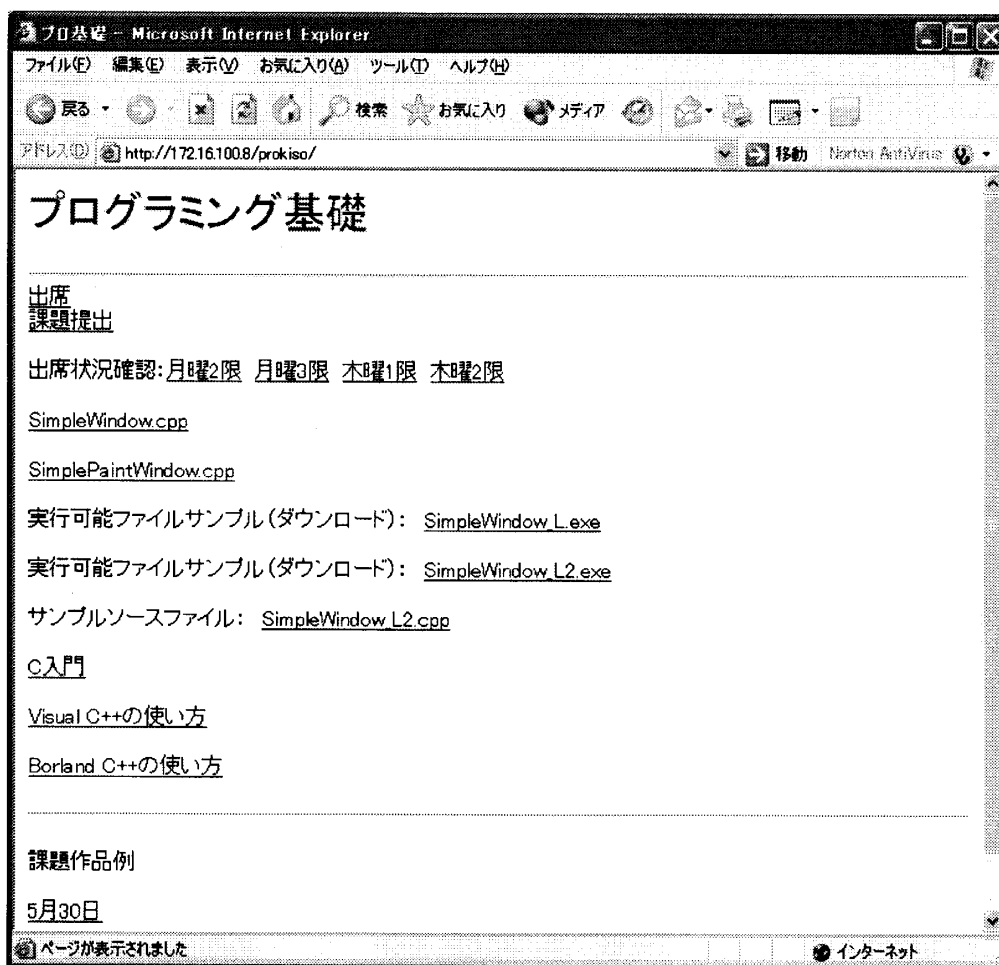 プロ基礎 - Microsoft Internet Explorer
ファイル(F) 編集(E) 表示(V) お気に入り(A) ツール(T) ヘルプ(H)
戻る 検索 お気に入り メディア
アドレス(D) http://172.16.100.8/prokiso/ 移動 Norton AntiVirus
プログラミング基礎
出席
課題提出
出席状況確認:月曜2限 月曜3限 木曜1限 木曜2限
SimpleWindow.cpp
SimplePaintWindow.cpp
実行可能ファイルサンプル(ダウンロード): SimpleWindow_L.exe
実行可能ファイルサンプル(ダウンロード): SimpleWindow_L2.exe
サンプルソースファイル: SimpleWindow_L2.cpp
C入門
Visual C++の使い方
Borland C++の使い方
課題作品例
5月30日
ページが表示されました インターネット